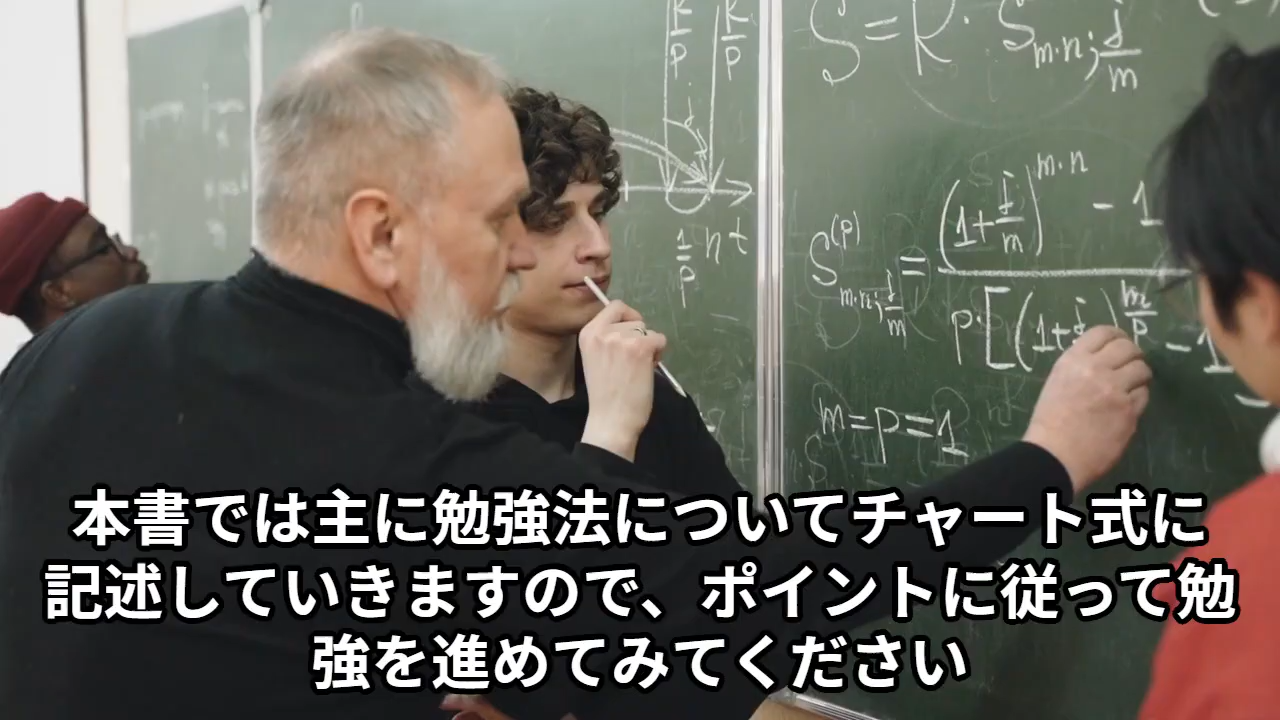 K/P K/P
S=K·S m·n; j/m
1/P n t
S^(P) m·n; j/m = (1+j/m)^m·n - 1
P·[(1+j )^m/P - 1
m=P=1
本書では主に勉強法についてチャート式に
記述していきますので、ポイントに従って勉
強を進めてみてください